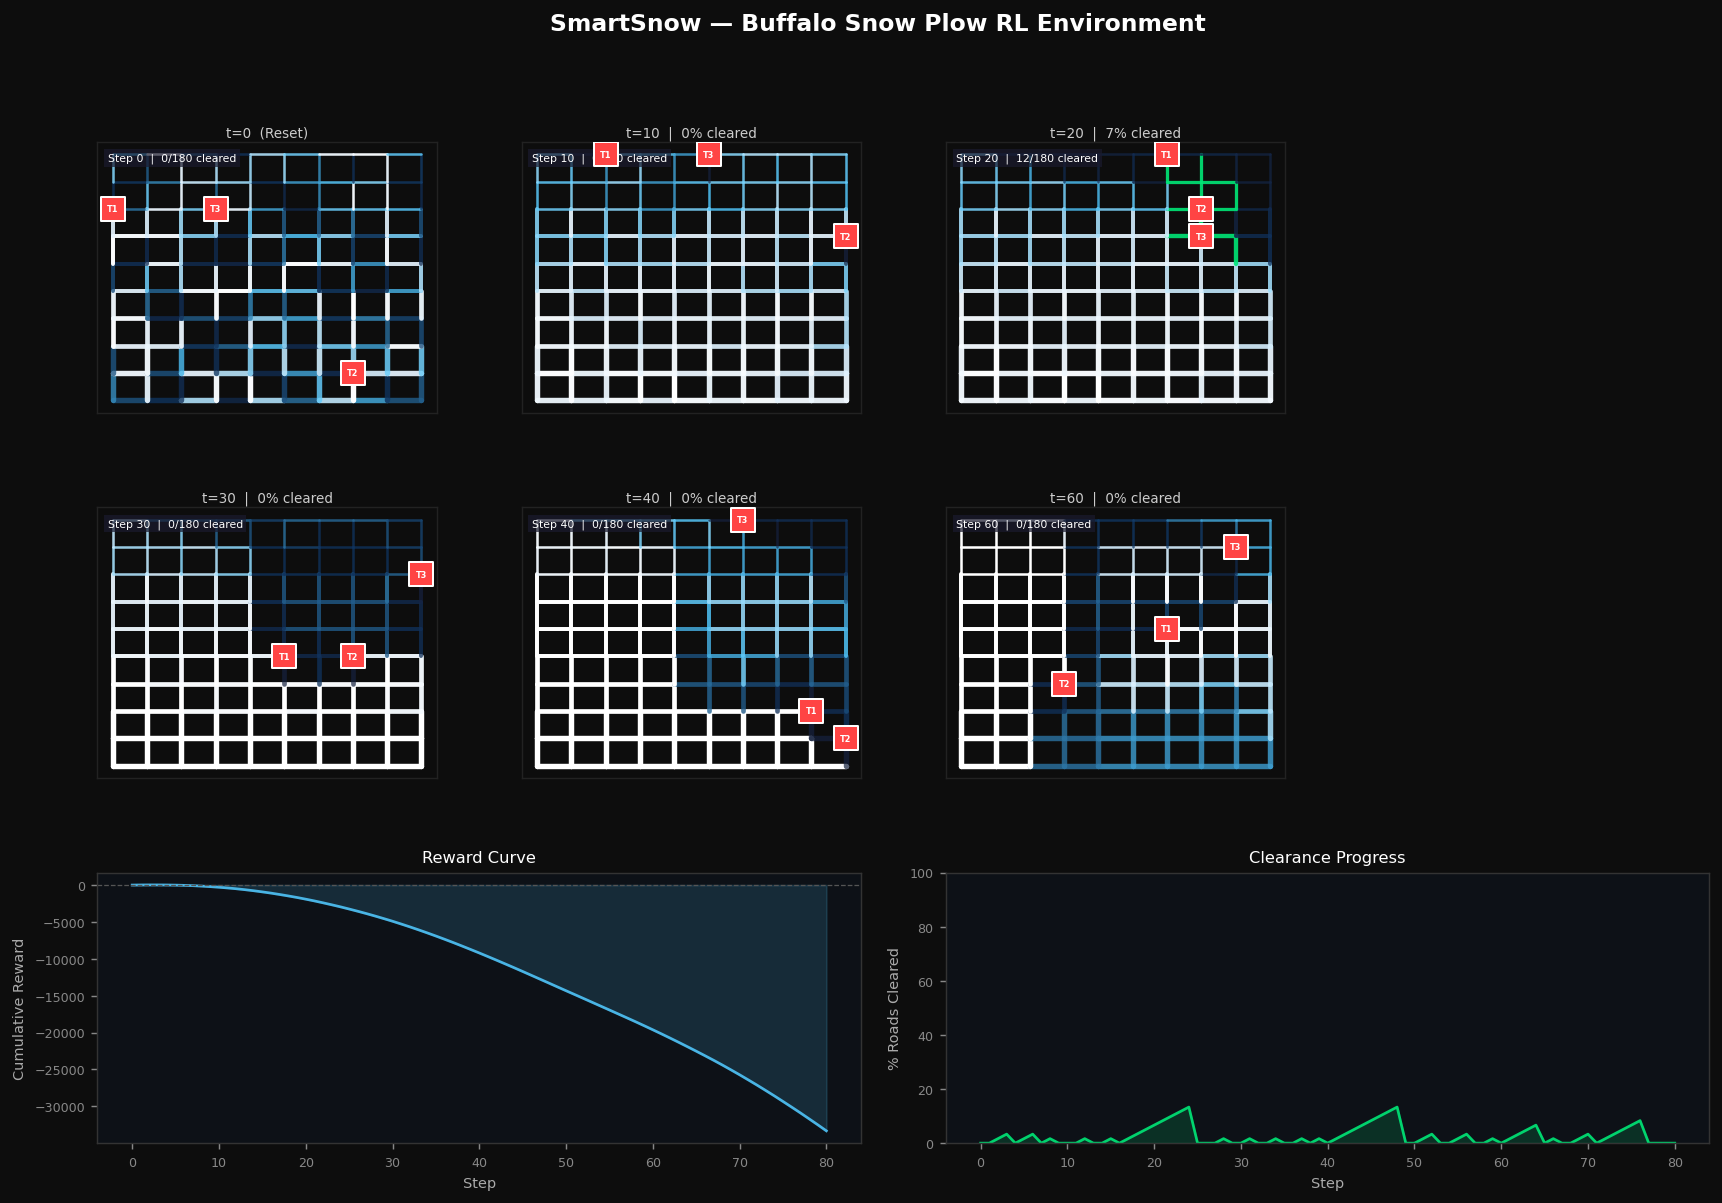 SmartSnow — Buffalo Snow Plow RL Environment
t=0  (Reset)
Step 0  |  0/180 cleared
T1
T3
T2
t=10  |  0% cleared
Step 10  |
0 cleared
T1
T3
T2
t=20  |  7% cleared
Step 20  |  12/180 cleared
T1
T2
T3
t=30  |  0% cleared
Step 30  |  0/180 cleared
T3
T1
T2
t=40  |  0% cleared
Step 40  |  0/180 cleared
T3
T1
T2
t=60  |  0% cleared
Step 60  |  0/180 cleared
T3
T1
T2
Reward Curve
Cumulative Reward
0
−5000
−10000
−15000
−20000
−25000
−30000
0 10 20 30 40 50 60 70 80
Step
Clearance Progress
% Roads Cleared
100
80
60
40
20
0
0 10 20 30 40 50 60 70 80
Step